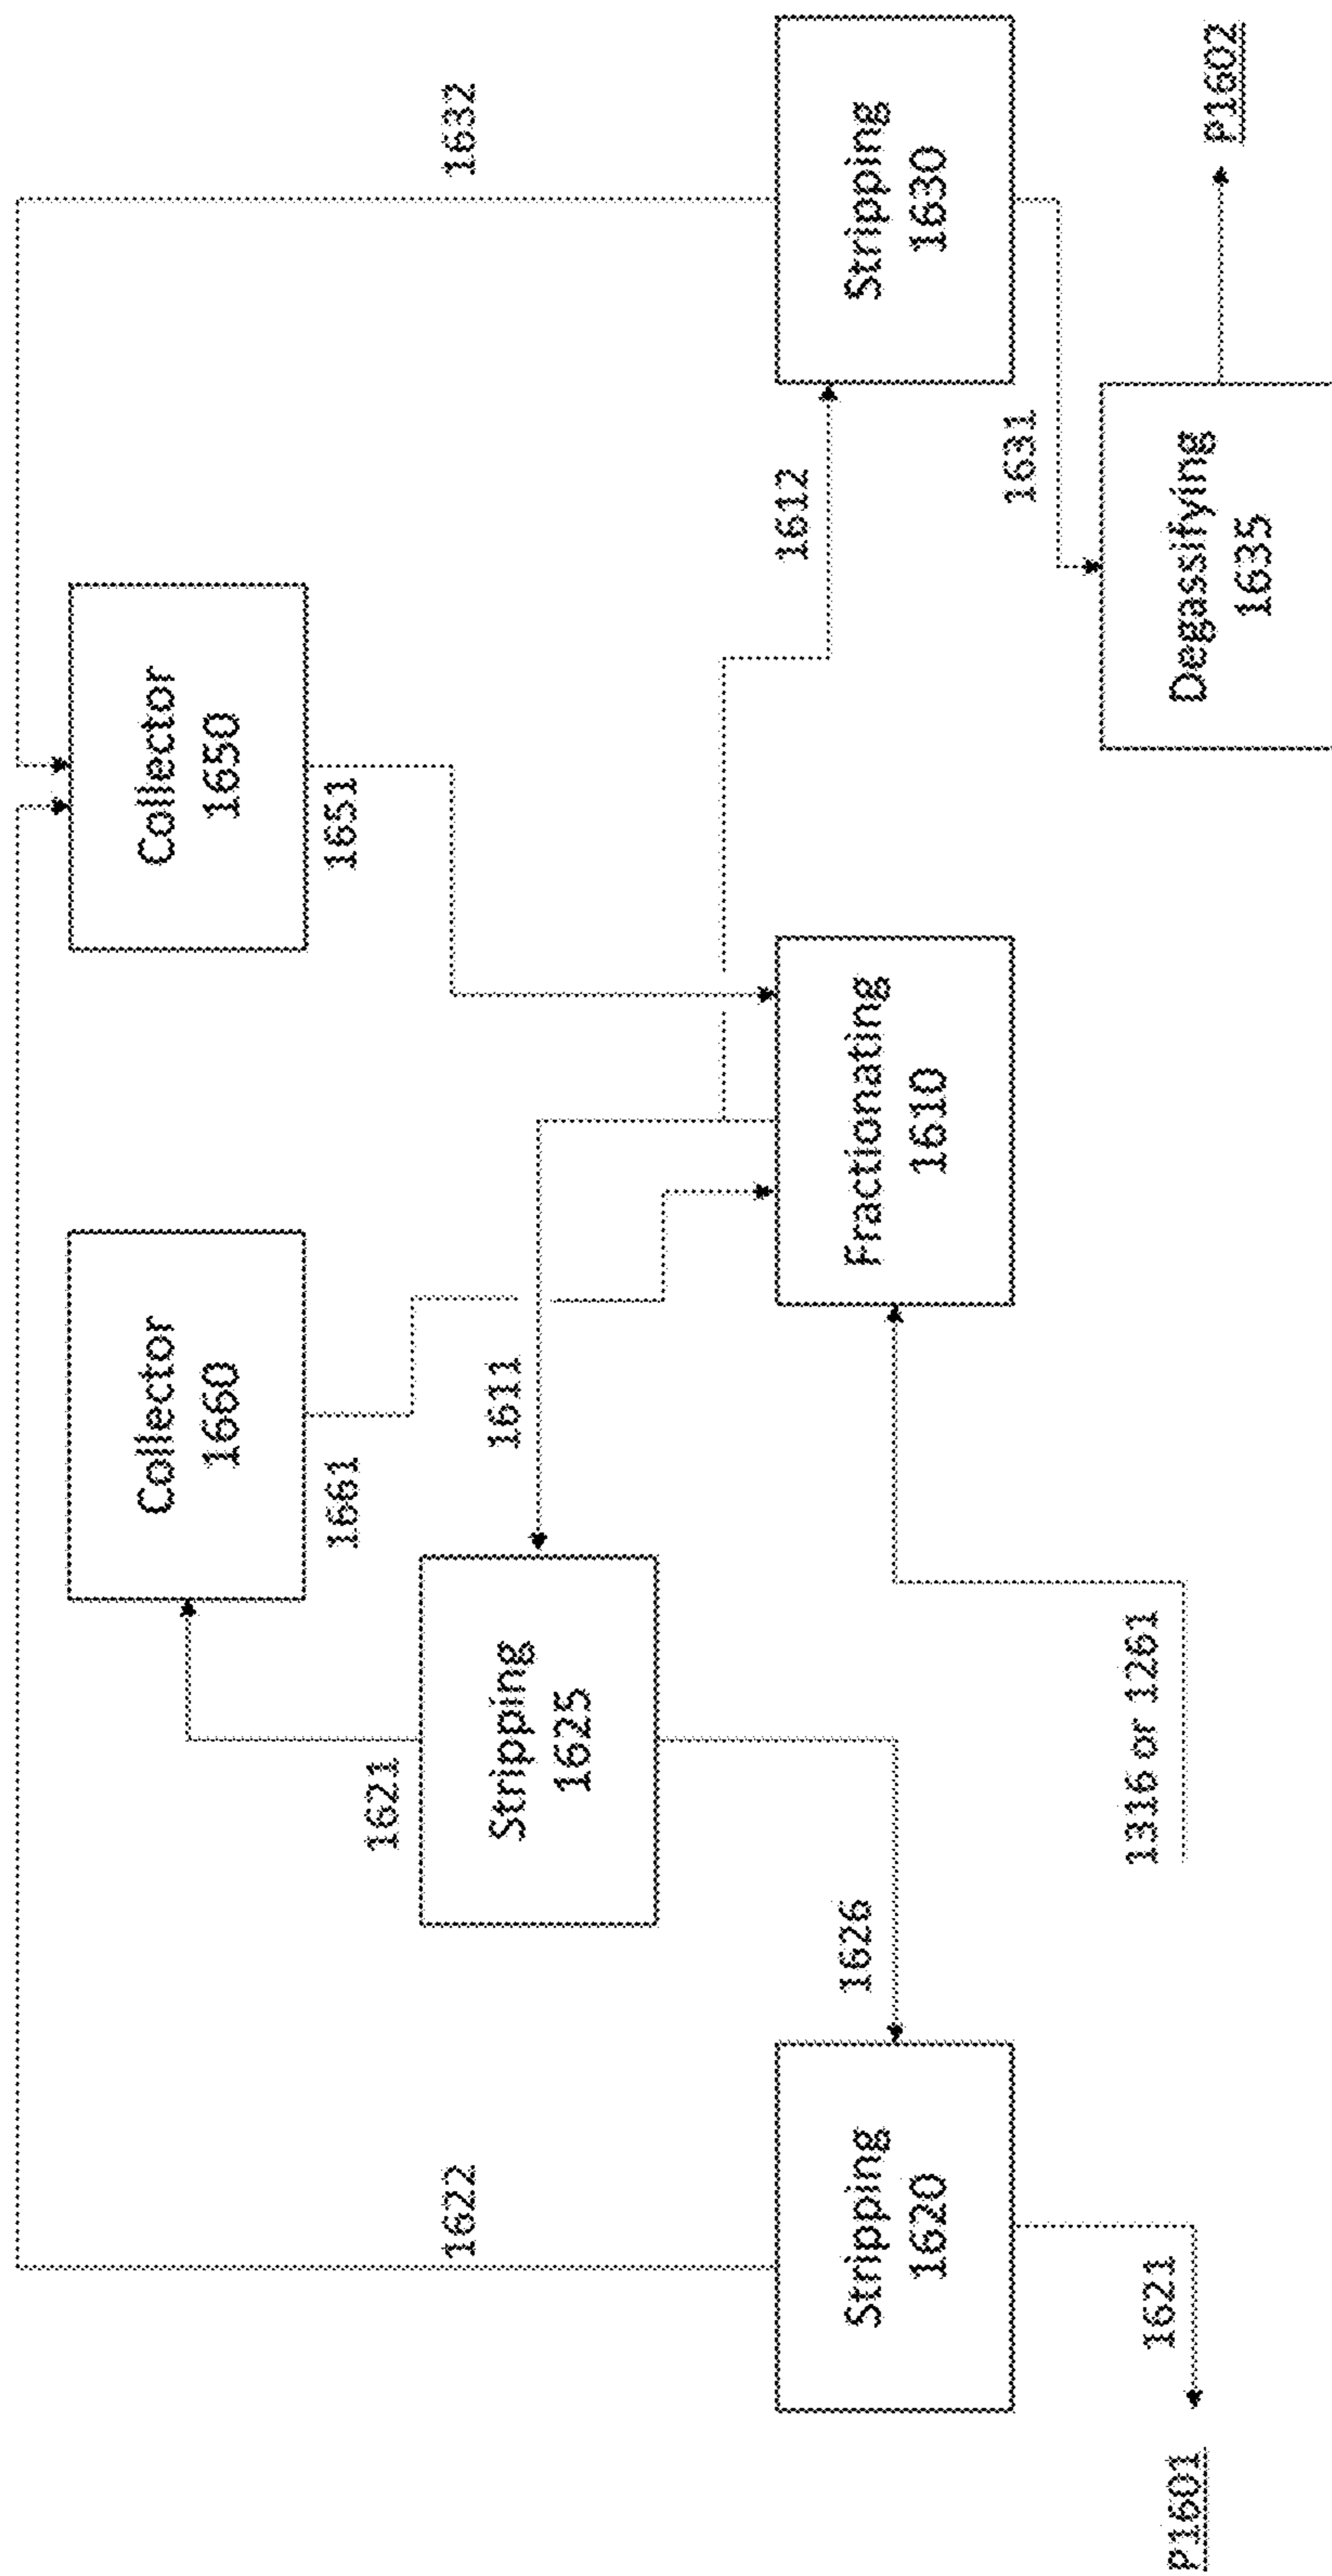 Collector
1660
Collector
1650
1661
1651
1621
1622
1632
1611
Stripping
1625
1612
1626
Stripping
1620
Fractionating
1610
Stripping
1630
1631
1316 or 1261
1621
P1601
Degassifying
1635
P1602